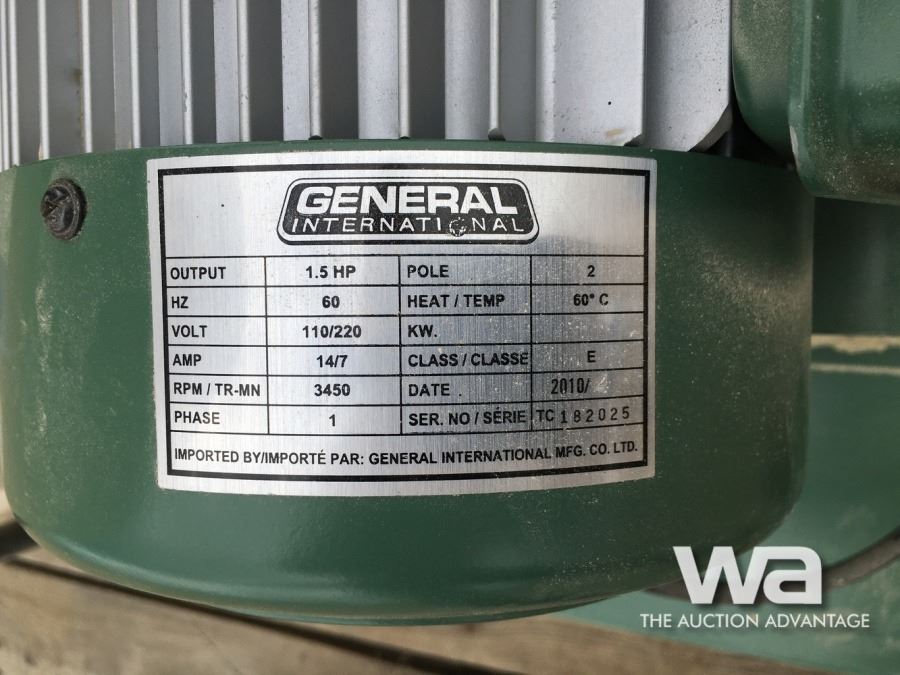 GENERAL
INTERNATIONAL
OUTPUT 1.5 HP POLE 2
HZ 60 HEAT / TEMP 60° C
VOLT 110/220 KW.
AMP 14/7 CLASS / CLASSE E
RPM / TR-MN 3450 DATE . 2010/
PHASE 1 SER. NO / SÉRIE TC 182025
IMPORTED BY/IMPORTÉ PAR: GENERAL INTERNATIONAL MFG. CO. LTD.
wa
THE AUCTION ADVANTAGE